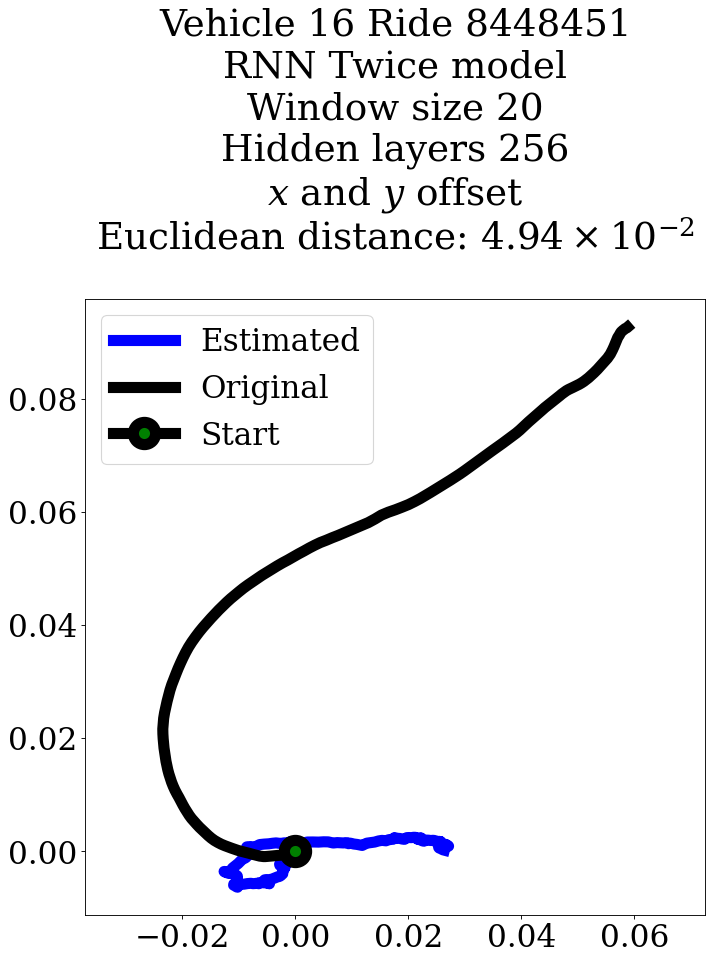 Vehicle 16 Ride 8448451
RNN Twice model
Window size 20
Hidden layers 256
x and y offset
Euclidean distance: 4.94 × 10⁻²
Estimated
Original
Start
0.08
0.06
0.04
0.02
0.00
−0.02 0.00 0.02 0.04 0.06